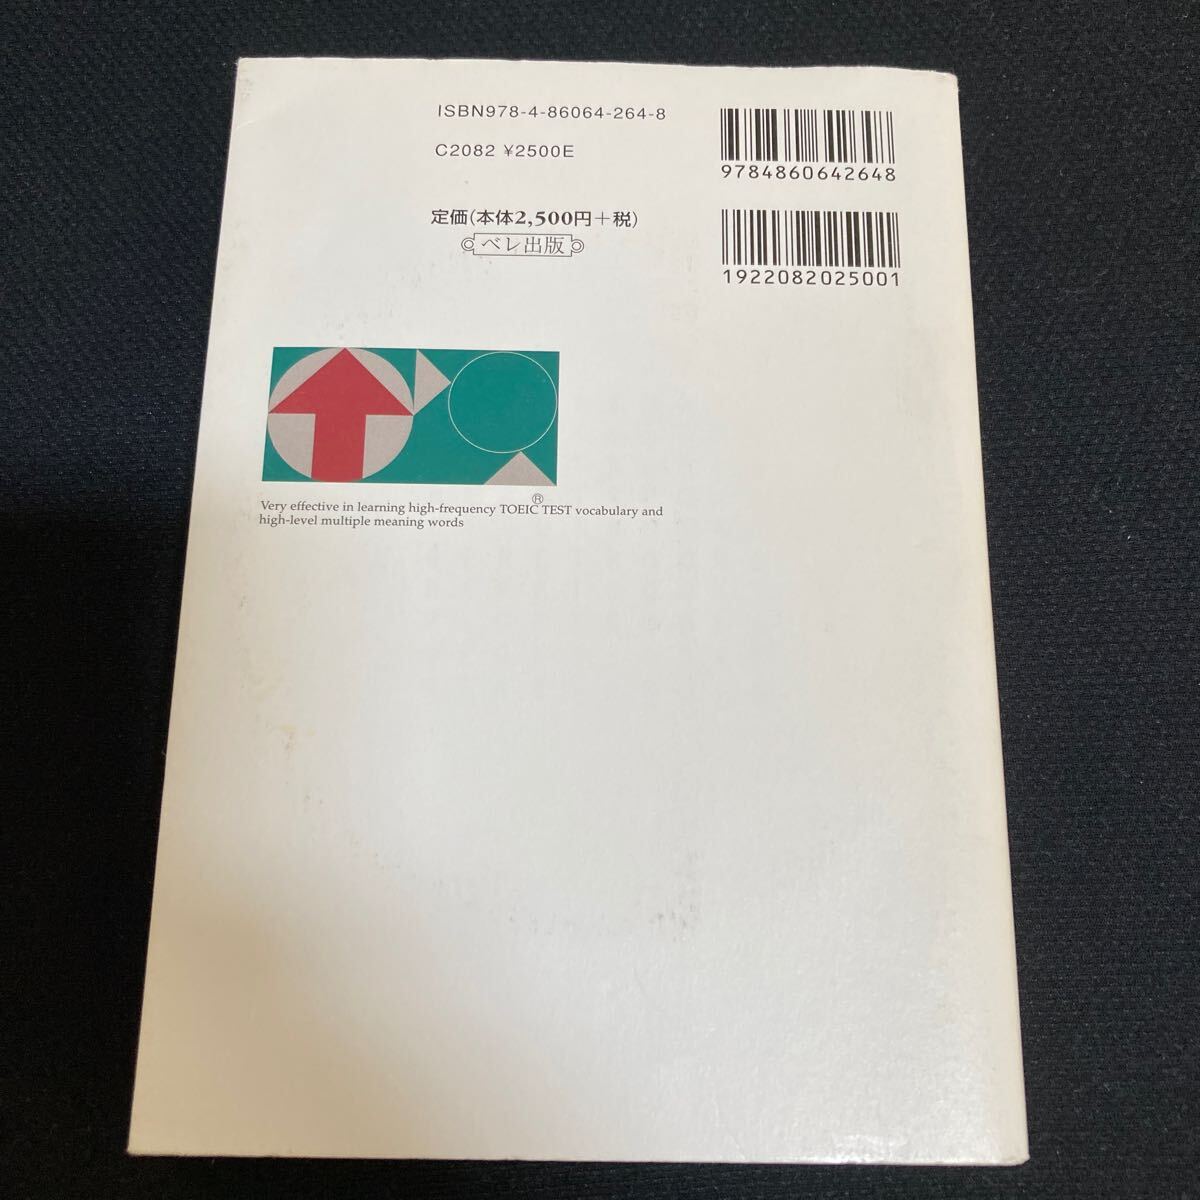 ISBN978-4-86064-264-8
C2082 ¥2500E
定価(本体2,500円+税)
ベレ出版
9784860642648
1922082025001
Very effective in learning high-frequency TOEIC® TEST vocabulary and
high-level multiple meaning words